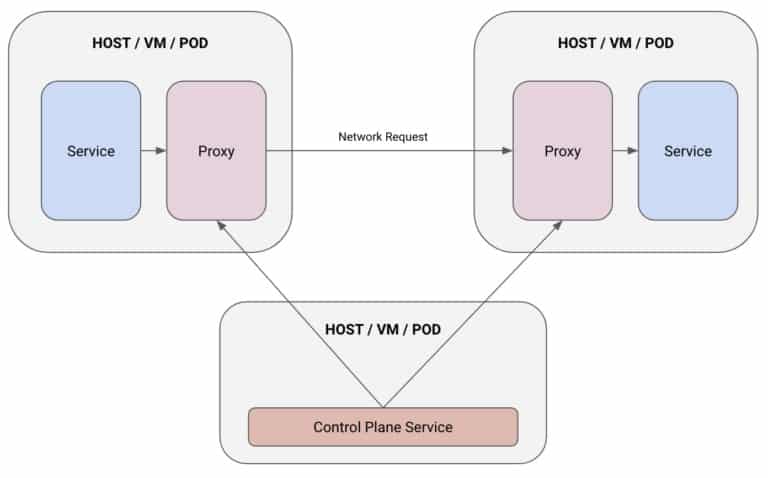 HOST / VM / POD
HOST / VM / POD
Service
Proxy
Network Request
Proxy
Service
HOST / VM / POD
Control Plane Service